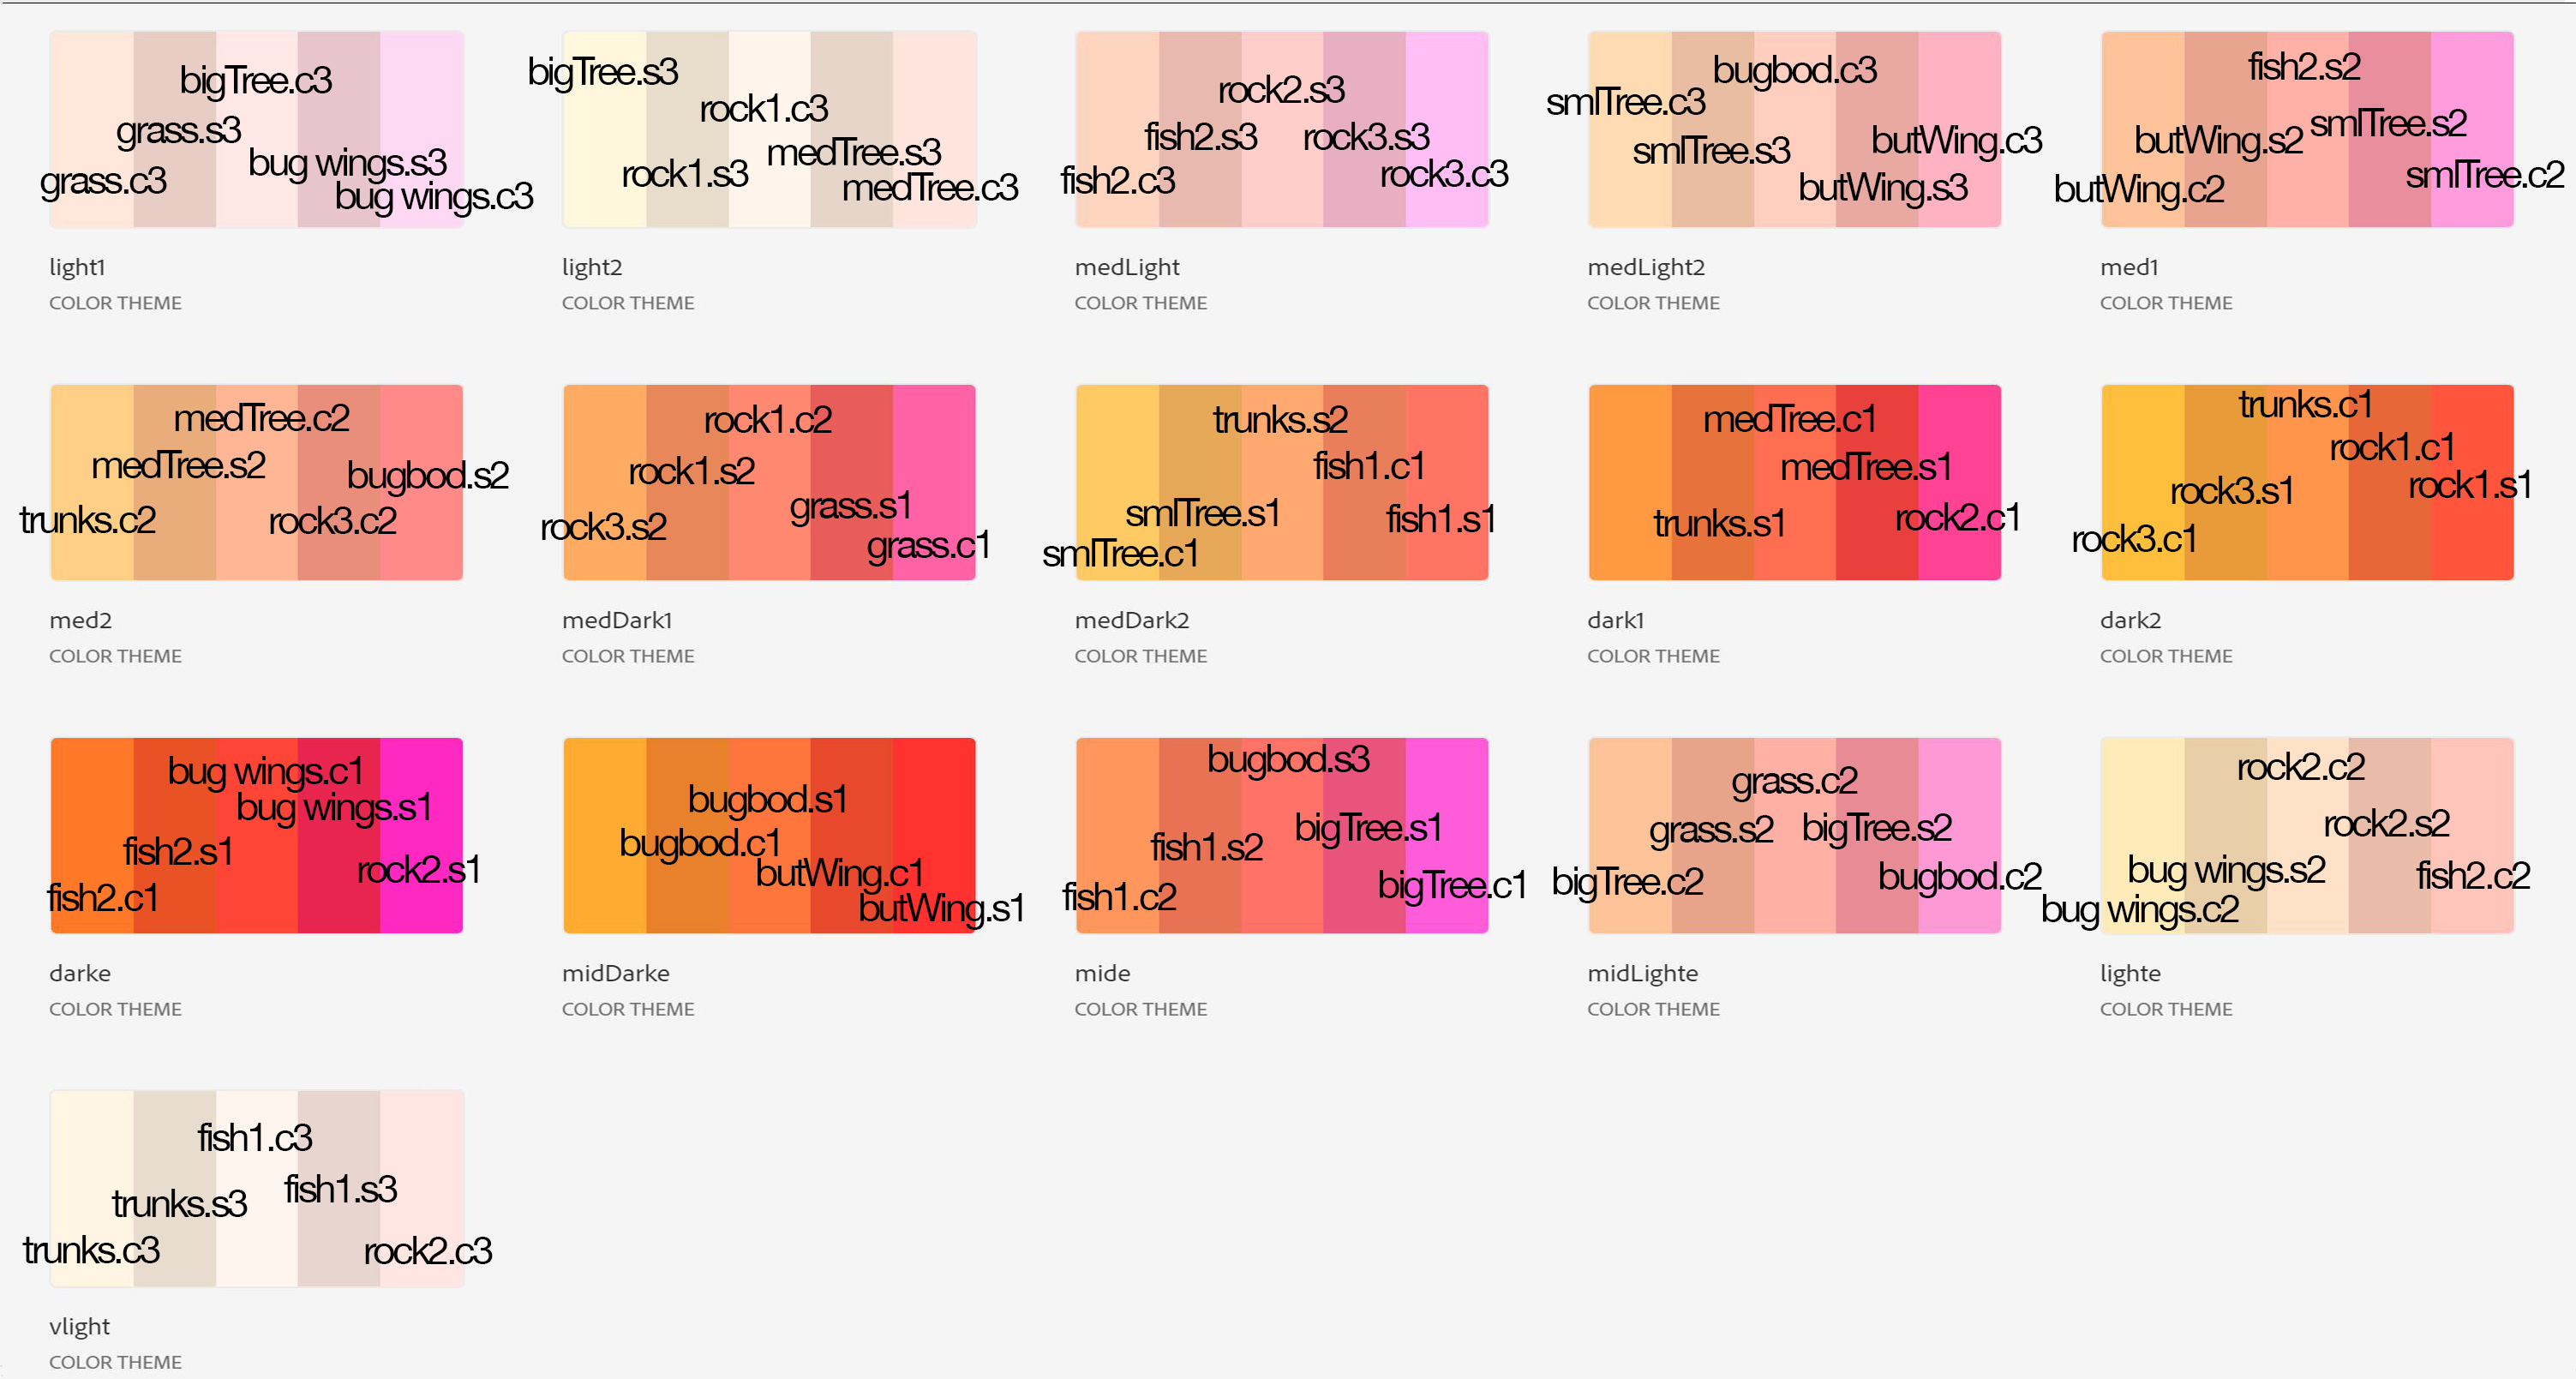 bigTree.c3
grass.s3
bug wings.s3
grass.c3
bug wings.c3
light1
COLOR THEME
bigTree.s3
rock1.c3
medTree.s3
rock1.s3
medTree.c3
light2
COLOR THEME
rock2.s3
fish2.s3
rock3.s3
fish2.c3
rock3.c3
medLight
COLOR THEME
bugbod.c3
smlTree.c3
butWing.c3
smlTree.s3
butWing.s3
medLight2
COLOR THEME
fish2.s2
smlTree.s2
butWing.s2
smlTree.c2
butWing.c2
med1
COLOR THEME
medTree.c2
medTree.s2
bugbod.s2
trunks.c2
rock3.c2
med2
COLOR THEME
rock1.c2
rock1.s2
grass.s1
rock3.s2
grass.c1
medDark1
COLOR THEME
trunks.s2
fish1.c1
smlTree.s1
fish1.s1
smlTree.c1
medDark2
COLOR THEME
medTree.c1
medTree.s1
trunks.s1
rock2.c1
dark1
COLOR THEME
trunks.c1
rock1.c1
rock3.s1
rock1.s1
rock3.c1
dark2
COLOR THEME
bug wings.c1
bug wings.s1
fish2.s1
rock2.s1
fish2.c1
darke
COLOR THEME
bugbod.s1
bugbod.c1
butWing.c1
butWing.s1
midDarke
COLOR THEME
bugbod.s3
bigTree.s1
fish1.s2
bigTree.c1
fish1.c2
mide
COLOR THEME
grass.c2
grass.s2
bigTree.s2
bigTree.c2
bugbod.c2
midLighte
COLOR THEME
rock2.c2
rock2.s2
bug wings.s2
fish2.c2
bug wings.c2
lighte
COLOR THEME
fish1.c3
fish1.s3
trunks.s3
trunks.c3
rock2.c3
vlight
COLOR THEME